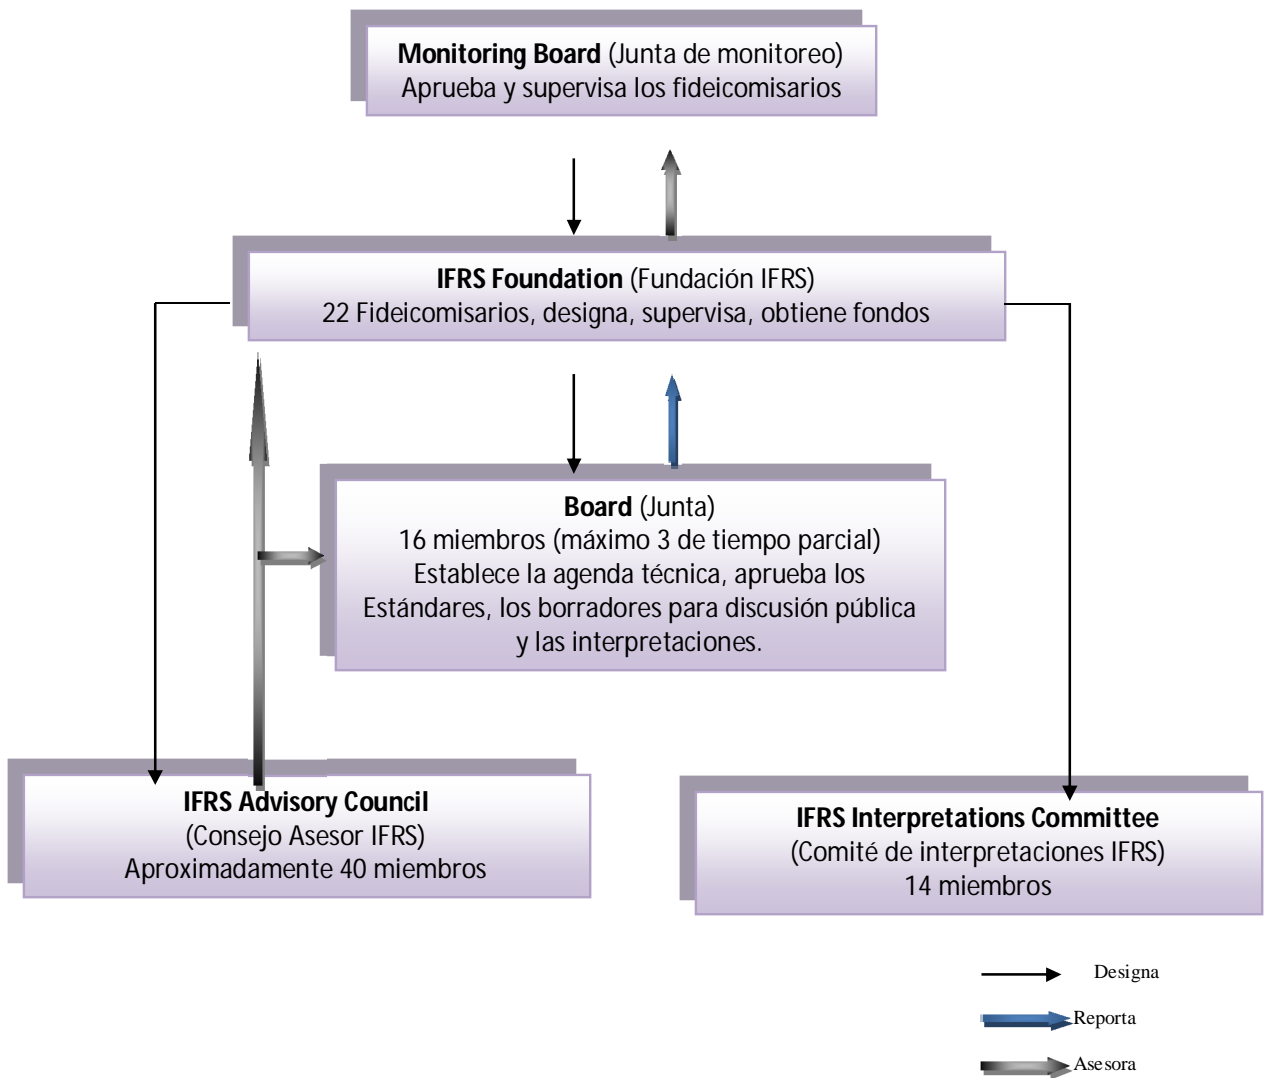 Monitoring Board (Junta de monitoreo)
Aprueba y supervisa los fideicomisarios
IFRS Foundation (Fundación IFRS)
22 Fideicomisarios, designa, supervisa, obtiene fondos
Board (Junta)
16 miembros (máximo 3 de tiempo parcial)
Establece la agenda técnica, aprueba los
Estándares, los borradores para discusión pública
y las interpretaciones.
IFRS Advisory Council
(Consejo Asesor IFRS)
Aproximadamente 40 miembros
IFRS Interpretations Committee
(Comité de interpretaciones IFRS)
14 miembros
Designa
Reporta
Asesora